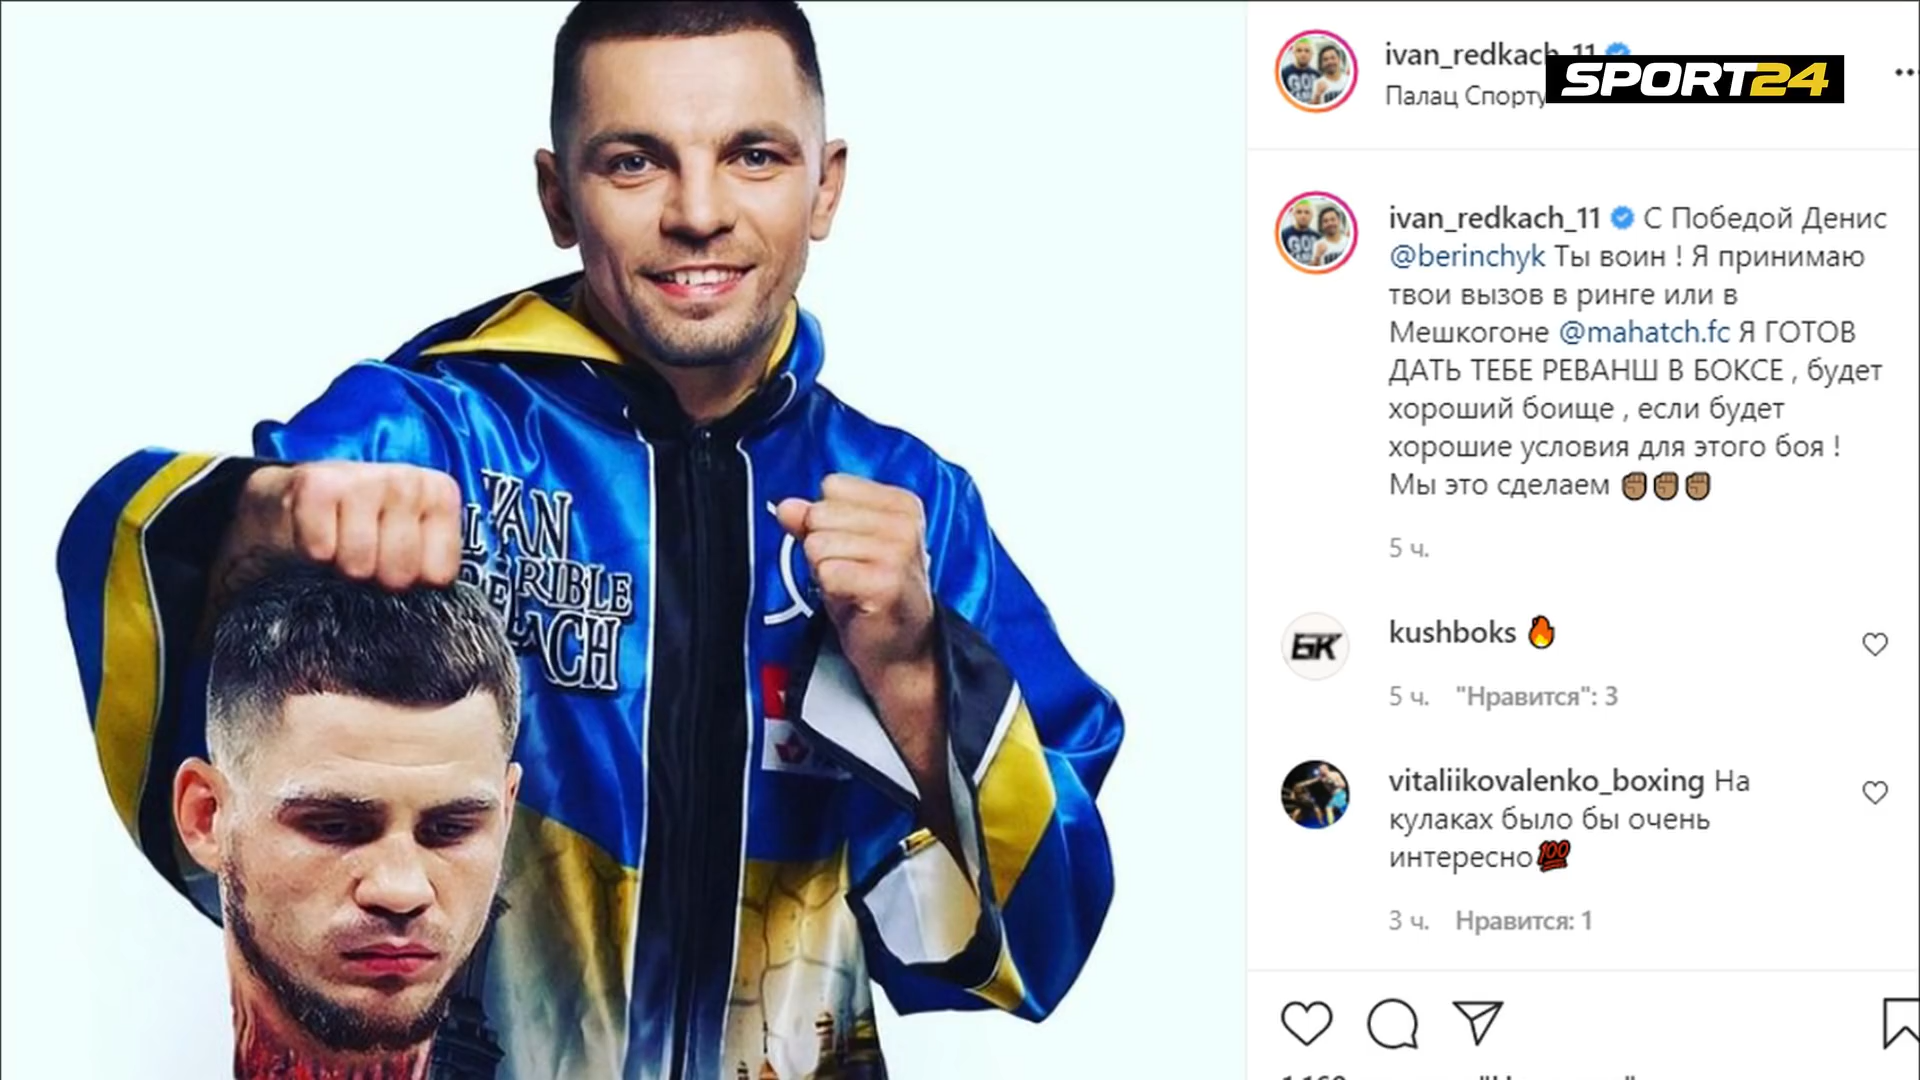 ivan_redkach_11
SPORT24
Палац Спорту
ivan_redkach_11 С Победой Денис
@berinchyk Ты воин ! Я принимаю
твои вызов в ринге или в
Мешкогоне @mahatch.fc Я ГОТОВ
ДАТЬ ТЕБЕ РЕВАНШ В БОКСЕ , будет
хороший боище , если будет
хорошие условия для этого боя !
Мы это сделаем ✊🏽✊🏽✊🏽
5 ч.
kushboks 🔥
БК
5 ч. "Нравится": 3
vitaliikovalenko_boxing На
кулаках было бы очень
интересно💯
3 ч. Нравится: 1
IVAN
RIBLE
ACH